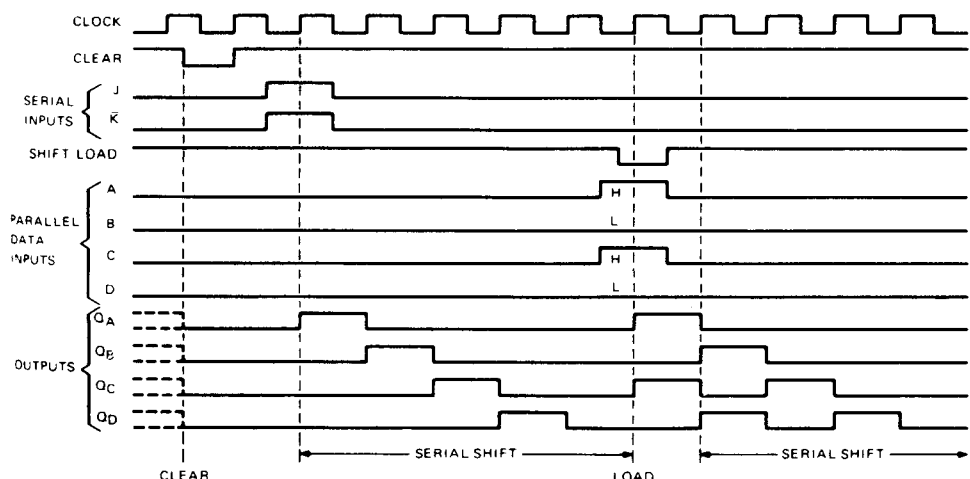 CLOCK
CLEAR
SERIAL
INPUTS
J
K̄
SHIFT LOAD
PARALLEL
DATA
INPUTS
A
H
B
L
C
H
D
L
OUTPUTS
QA
QB
QC
QD
SERIAL SHIFT
SERIAL SHIFT
CLEAR
LOAD